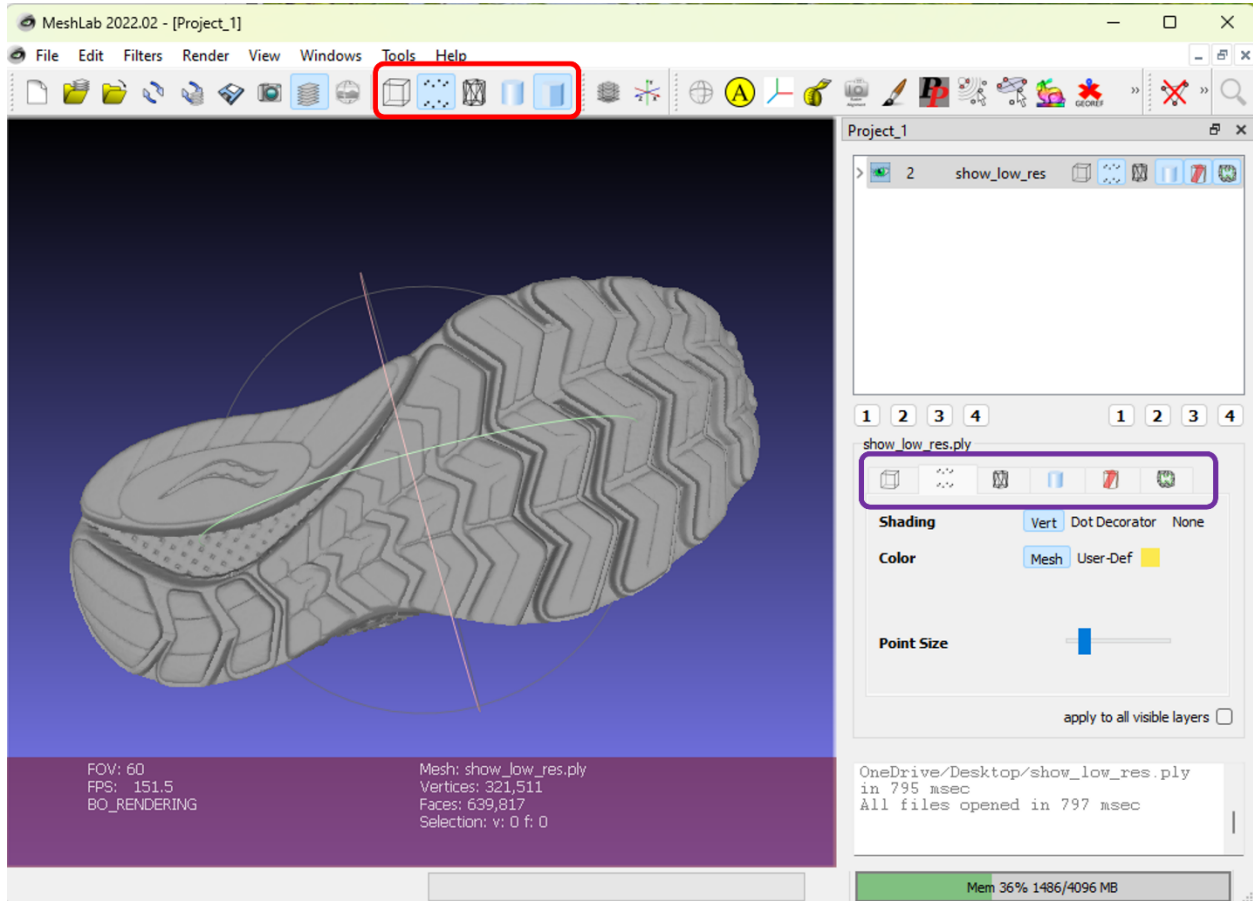 MeshLab 2022.02 - [Project_1]
File Edit Filters Render View Windows Tools Help
A
PP
GEOREF
Project_1
2 show_low_res
1 2 3 4 1 2 3 4
show_low_res.ply
Shading Vert Dot Decorator None
Color Mesh User-Def
Point Size
apply to all visible layers
FOV: 60
FPS: 151.5
BO_RENDERING
Mesh: show_low_res.ply
Vertices: 321,511
Faces: 639,817
Selection: v: 0 f: 0
OneDrive/Desktop/show_low_res.ply
in 795 msec
All files opened in 797 msec
Mem 36% 1486/4096 MB